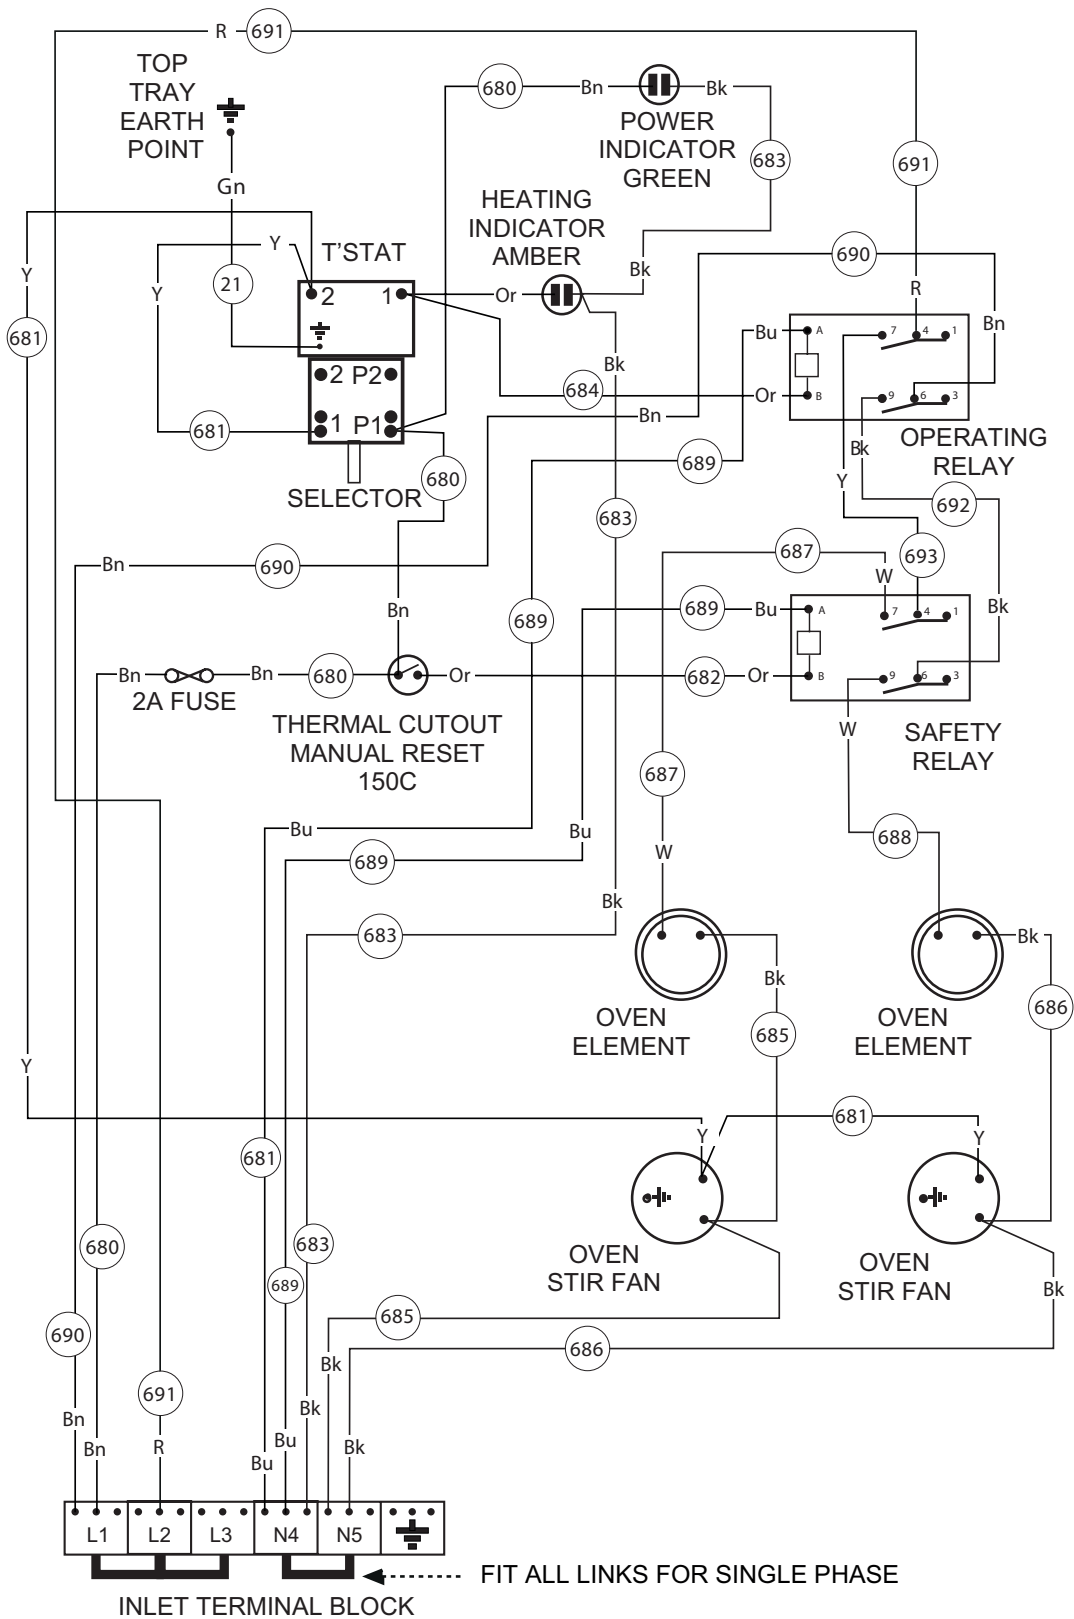 R
691
TOP
TRAY
EARTH
POINT
680
Bn
Bk
POWER
INDICATOR
GREEN
683
691
Gn
HEATING
INDICATOR
AMBER
Y
Y
T'STAT
690
Bk
Y
21
2
1
Or
R
Bn
681
Bu
A
7
4
1
Bk
2
P2
684
Or
B
9
6
3
Bn
681
1
P1
Bk
OPERATING
RELAY
689
680
Y
SELECTOR
692
683
687
693
Bn
690
W
Bn
689
689
Bu
A
7
4
1
Bk
Bn
Bn
680
Or
682
Or
B
9
6
3
2A FUSE
THERMAL CUTOUT
MANUAL RESET
150C
W
SAFETY
RELAY
687
Bu
Bu
688
689
W
Bk
683
Bk
Bk
686
OVEN
ELEMENT
OVEN
ELEMENT
685
Y
681
Y
Y
681
680
683
OVEN
STIR FAN
OVEN
STIR FAN
689
Bk
685
690
686
Bk
691
Bk
Bn
Bn
R
Bu
Bk
Bu
L1
L2
L3
N4
N5
FIT ALL LINKS FOR SINGLE PHASE
INLET TERMINAL BLOCK